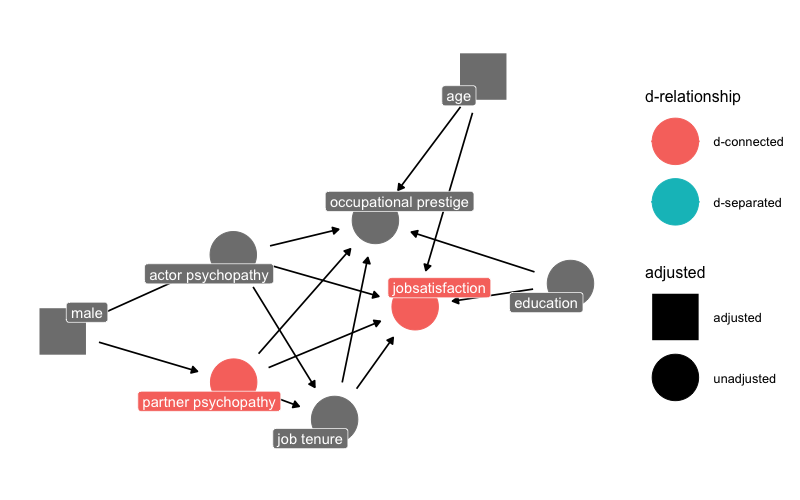 age
occupational prestige
actor psychopathy
jobsatisfaction
education
male
partner psychopathy
job tenure
d-relationship
d-connected
d-separated
adjusted
adjusted
unadjusted